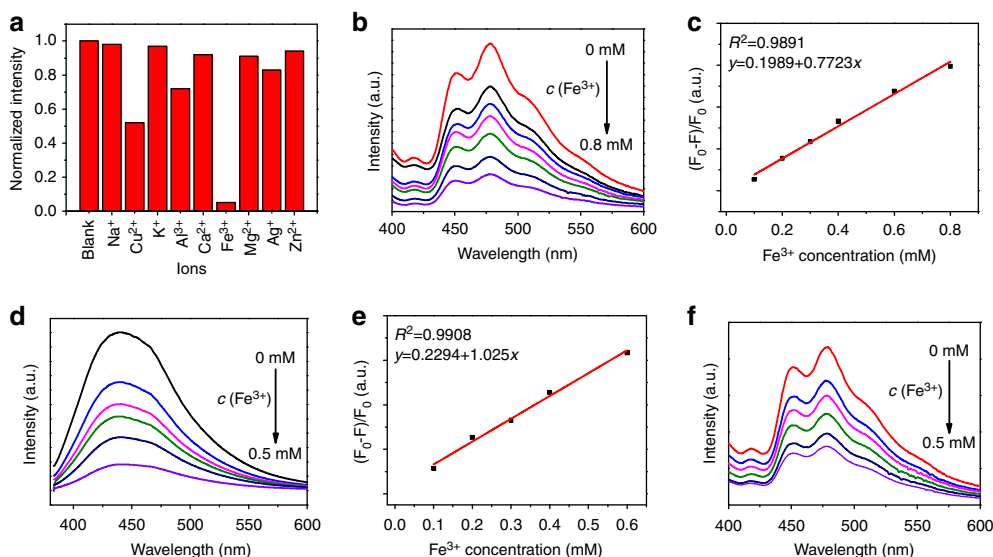 a
Normalized intensity
1.0
0.8
0.6
0.4
0.2
0.0
Blank
Na⁺
Cu²⁺
K⁺
Al³⁺
Ca²⁺
Fe³⁺
Mg²⁺
Ag⁺
Zn²⁺
Ions
b
Intensity (a.u.)
0 mM
c (Fe³⁺)
0.8 mM
400 450 500 550 600
Wavelength (nm)
c
(F₀-F)/F₀ (a.u.)
R²=0.9891
y=0.1989+0.7723x
0.0 0.2 0.4 0.6 0.8
Fe³⁺ concentration (mM)
d
Intensity (a.u.)
0 mM
c (Fe³⁺)
0.5 mM
400 450 500 550 600
Wavelength (nm)
e
(F₀-F)/F₀ (a.u.)
R²=0.9908
y=0.2294+1.025x
0.0 0.1 0.2 0.3 0.4 0.5 0.6
Fe³⁺ concentration (mM)
f
Intensity (a.u.)
0 mM
c (Fe³⁺)
0.5 mM
400 450 500 550 600
Wavelength (nm)